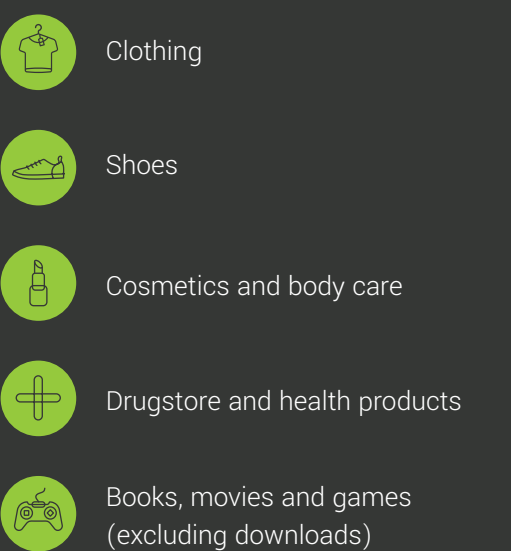 Clothing
Shoes
Cosmetics and body care
Drugstore and health products
Books, movies and games
(excluding downloads)